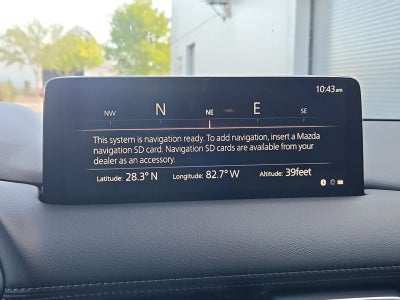 10:43am
N E
NW NE SE
This system is navigation ready. To add navigation, insert a Mazda
navigation SD card. Navigation SD cards are available from your
dealer as an accessory.
Latitude: 28.3° N Longitude: 82.7° W Altitude: 39feet